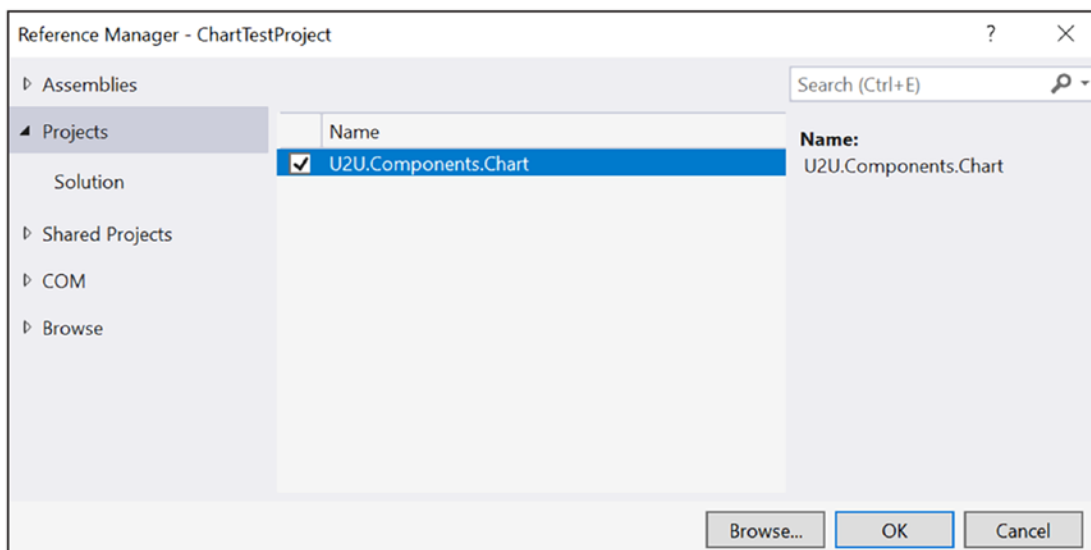 Reference Manager - ChartTestProject
?
Assemblies
Search (Ctrl+E)
Projects
Name
Name:
U2U.Components.Chart
U2U.Components.Chart
Solution
Shared Projects
COM
Browse
Browse...
OK
Cancel